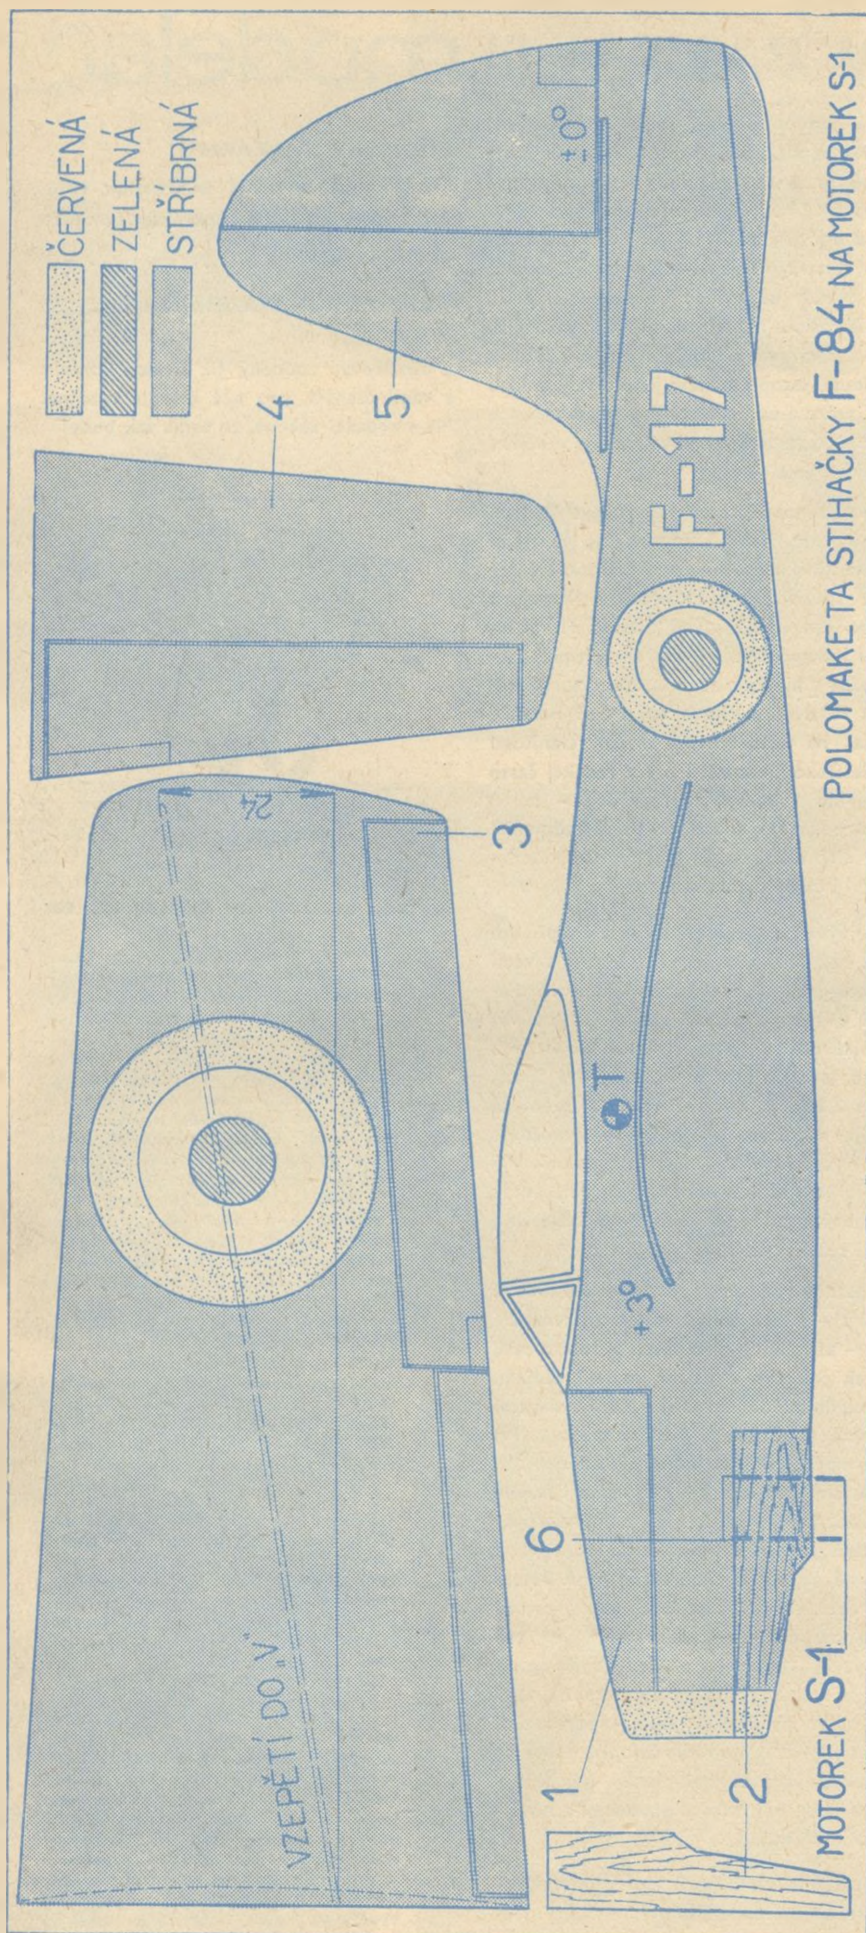 ČERVENÁ
ZELENÁ
STŘÍBRNÁ
4
5
±0°
3
24
VZEPĚTÍ DO „V"
F-17
T
+3°
6
1
2
MOTOREK S-1
POLOMAKETA STIHAČKY F-84 NA MOTOREK S-1